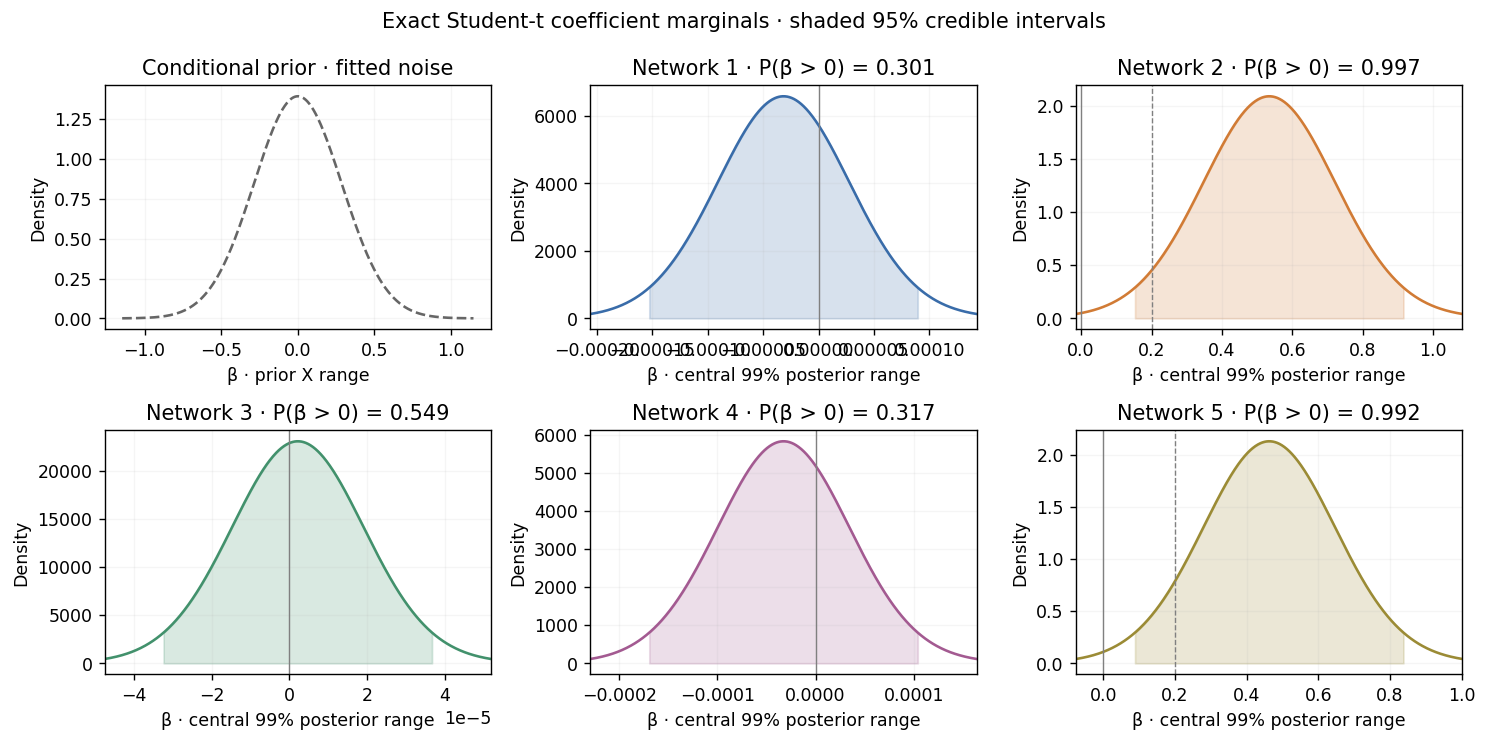 Exact Student-t coefficient marginals · shaded 95% credible intervals
Conditional prior · fitted noise
Density
1.25
1.00
0.75
0.50
0.25
0.00
−1.0 −0.5 0.0 0.5 1.0
β · prior X range
Network 1 · P(β > 0) = 0.301
Density
6000
4000
2000
0
β · central 99% posterior range
Network 2 · P(β > 0) = 0.997
Density
2.0
1.5
1.0
0.5
0.0
0.0 0.2 0.4 0.6 0.8 1.0
β · central 99% posterior range
Network 3 · P(β > 0) = 0.549
Density
20000
15000
10000
5000
0
−4 −2 0 2 4
β · central 99% posterior range 1e−5
Network 4 · P(β > 0) = 0.317
Density
6000
5000
4000
3000
2000
1000
0
−0.0002 −0.0001 0.0000 0.0001
β · central 99% posterior range
Network 5 · P(β > 0) = 0.992
Density
2.0
1.5
1.0
0.5
0.0
0.0 0.2 0.4 0.6 0.8 1.0
β · central 99% posterior range